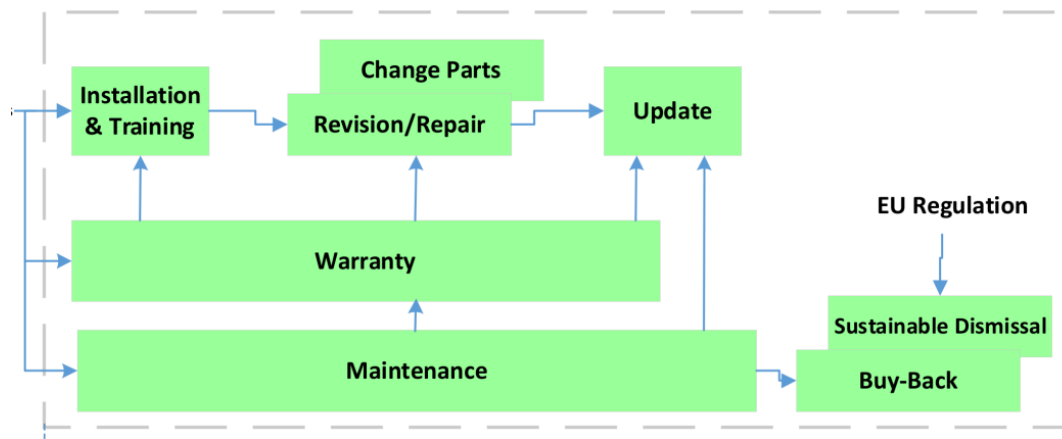 Change Parts
Installation
& Training
Revision/Repair
Update
EU Regulation
Warranty
Sustainable Dismissal
Maintenance
Buy-Back